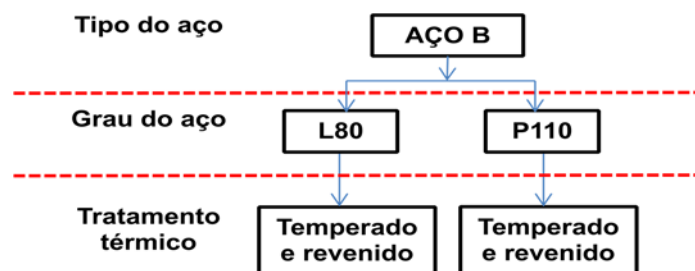 Tipo do aço
AÇO B
Grau do aço
L80
P110
Tratamento
térmico
Temperado
e revenido
Temperado
e revenido